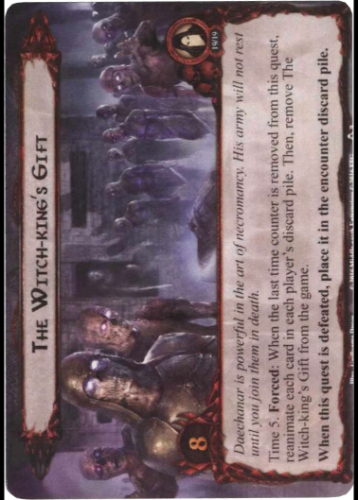 THE WITCH-KING'S GIFT
19/19
8
Daechanar is powerful in the art of necromancy. His army will not rest
until you join them in death.
Time 5. Forced: When the last time counter is removed from this quest,
reanimate each card in each player's discard pile. Then, remove The
Witch-king's Gift from the game.
When this quest is defeated, place it in the encounter discard pile.